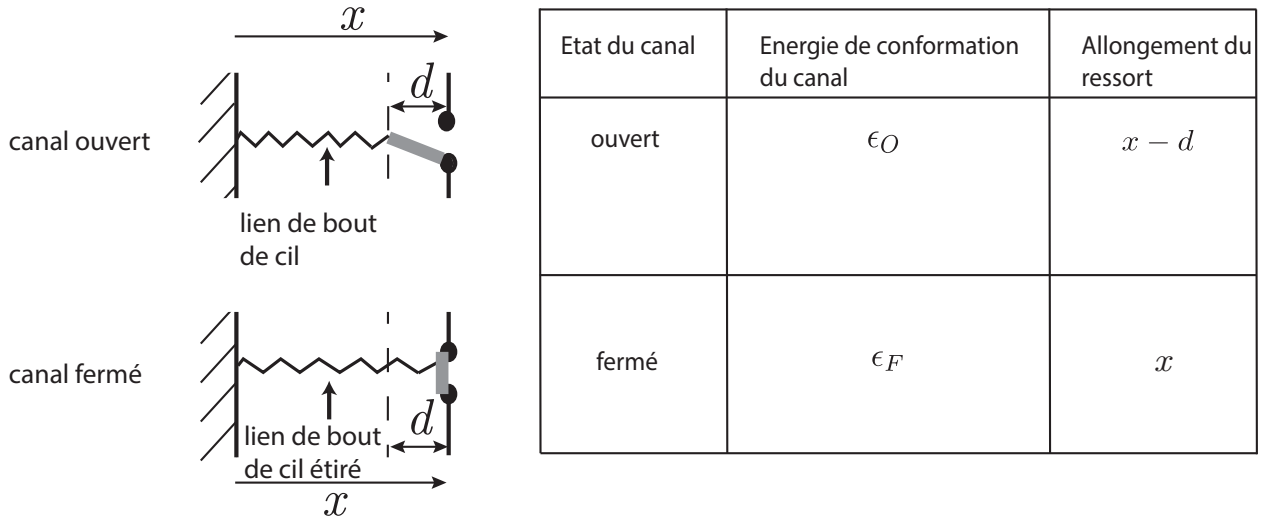 x
d
canal ouvert
lien de bout
de cil
canal fermé
d
lien de bout
de cil étiré
x
Etat du canal
Energie de conformation
du canal
Allongement du
ressort
ouvert
ϵ_O
x − d
fermé
ϵ_F
x